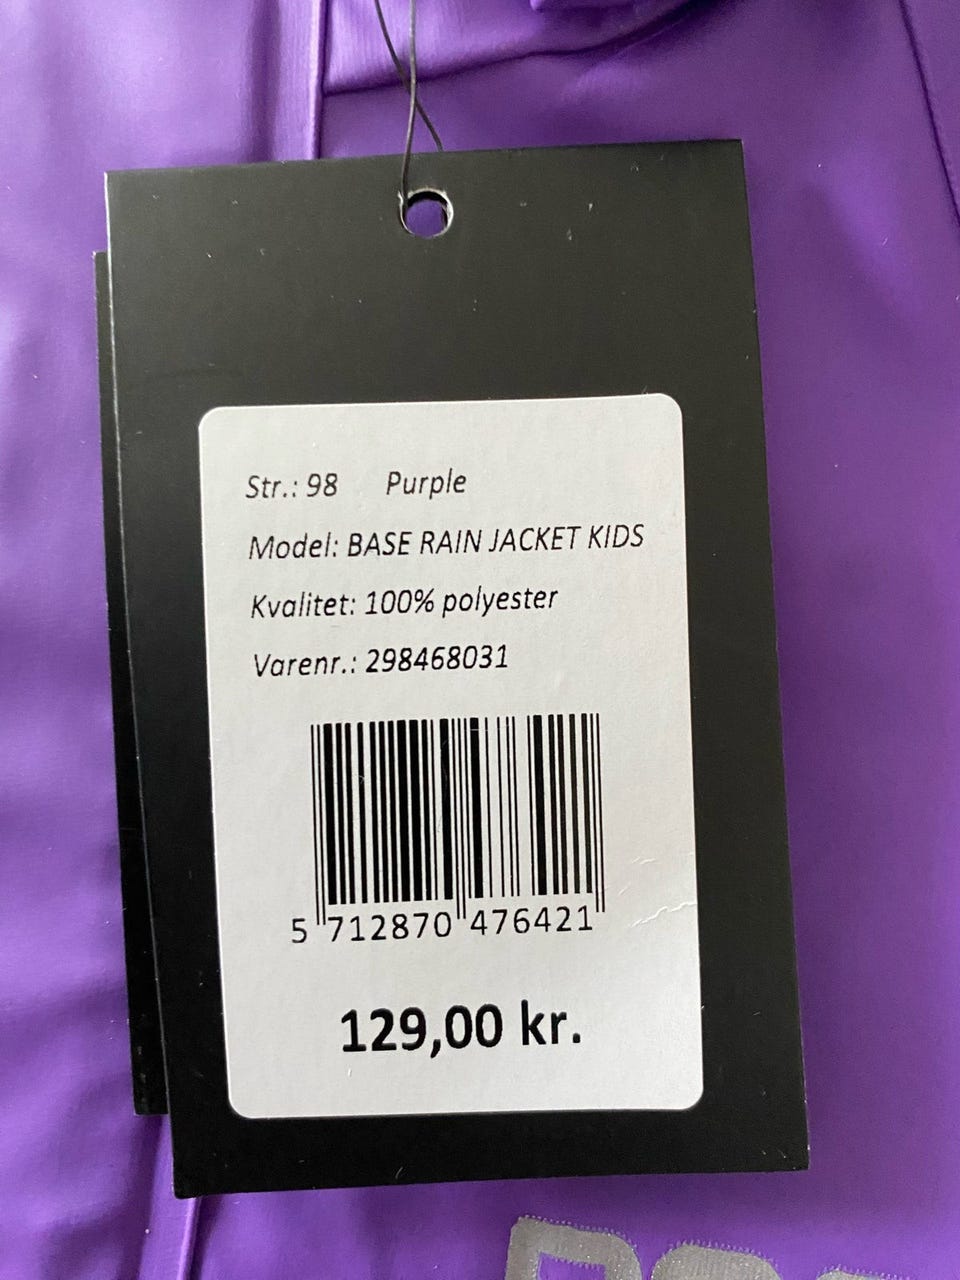 Str.: 98 Purple
Model: BASE RAIN JACKET KIDS
Kvalitet: 100% polyester
Varenr.: 298468031
5 712870 476421
129,00 kr.